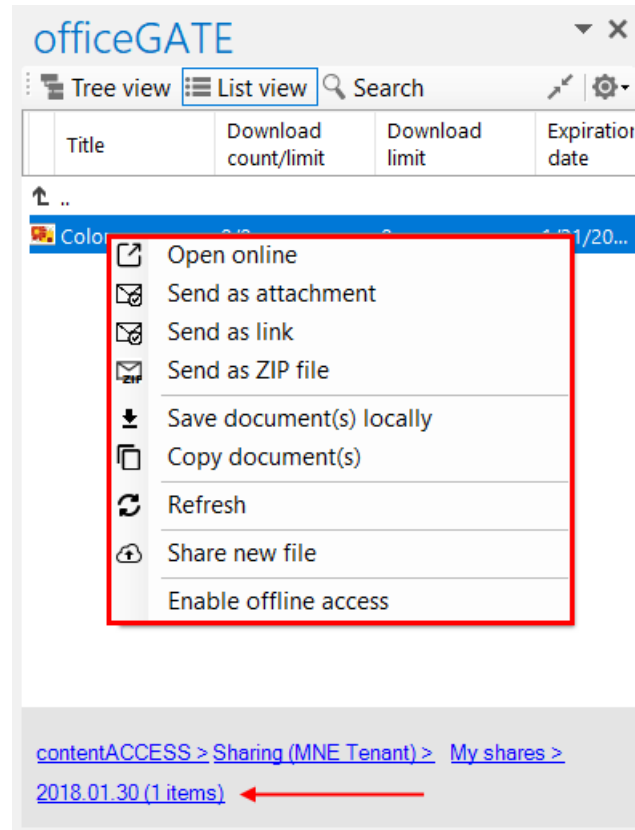 officeGATE
Tree view List view Search
Title Download count/limit Download limit Expiration date
..
Open online
Send as attachment
Send as link
ZIP Send as ZIP file
Save document(s) locally
Copy document(s)
Refresh
Share new file
Enable offline access
contentACCESS > Sharing (MNE Tenant) > My shares >
2018.01.30 (1 items)